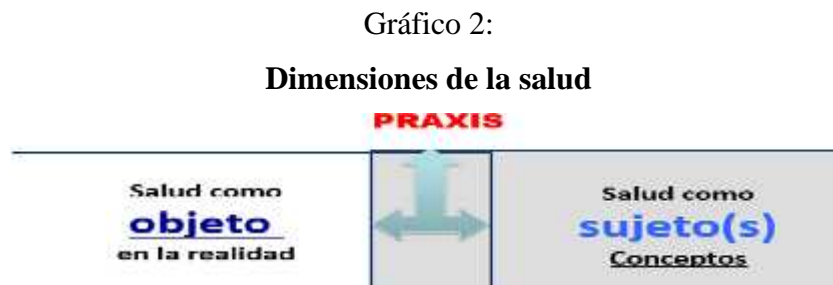 Gráfico 2:
Dimensiones de la salud
PRAXIS
Salud como
objeto
en la realidad
Salud como
sujeto(s)
Conceptos